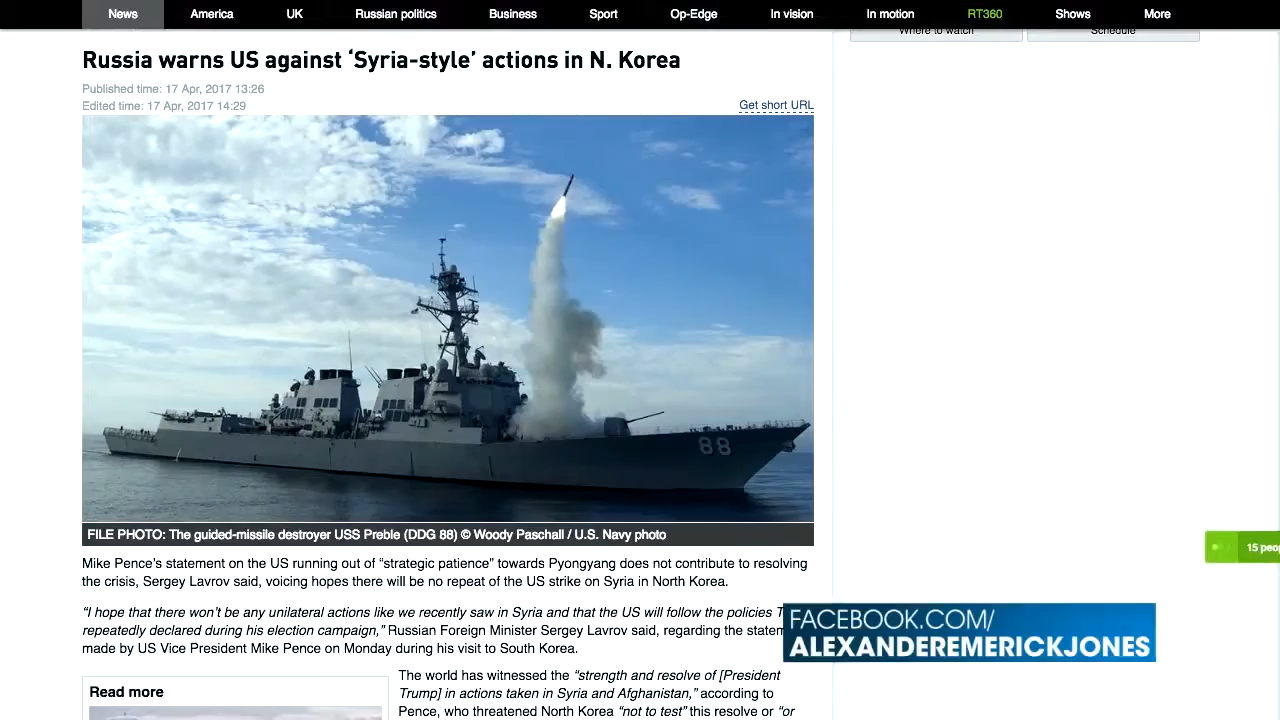 News America UK Russian politics Business Sport Op-Edge In vision In motion RT360 Shows More
Where to watch Schedule
Russia warns US against ‘Syria-style’ actions in N. Korea
Published time: 17 Apr, 2017 13:26
Edited time: 17 Apr, 2017 14:29
Get short URL
88
FILE PHOTO: The guided-missile destroyer USS Preble (DDG 88) © Woody Paschall / U.S. Navy photo
15
Mike Pence’s statement on the US running out of “strategic patience” towards Pyongyang does not contribute to resolving
the crisis, Sergey Lavrov said, voicing hopes there will be no repeat of the US strike on Syria in North Korea.
“I hope that there won’t be any unilateral actions like we recently saw in Syria and that the US will follow the policies
repeatedly declared during his election campaign,” Russian Foreign Minister Sergey Lavrov said, regarding the
made by US Vice President Mike Pence on Monday during his visit to South Korea.
FACEBOOK.COM/
ALEXANDEREMERICKJONES
Read more
The world has witnessed the “strength and resolve of [President
Trump] in actions taken in Syria and Afghanistan,” according to
Pence, who threatened North Korea “not to test” this resolve or “or